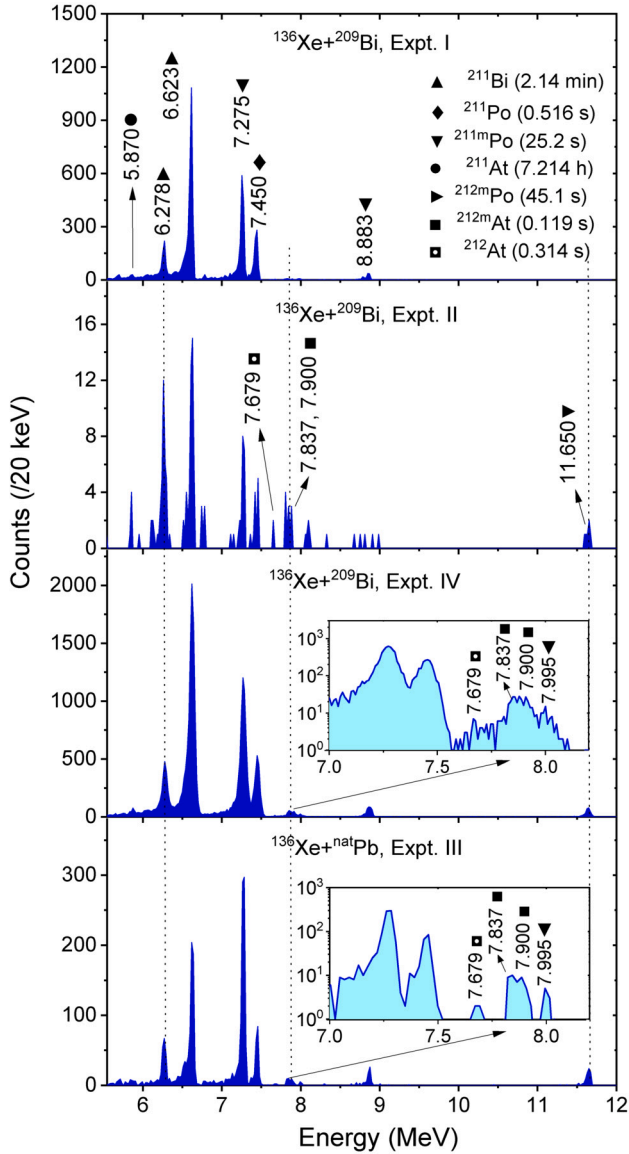 ¹³⁶Xe+²⁰⁹Bi, Expt. I
1500
1200
900
600
300
0
5.870 ●
6.278 ▲
6.623 ▲
7.275 ▼
7.450 ◆
8.883 ▼
▲ ²¹¹Bi (2.14 min)
◆ ²¹¹Po (0.516 s)
▼ ²¹¹ᵐPo (25.2 s)
● ²¹¹At (7.214 h)
► ²¹²ᵐPo (45.1 s)
■ ²¹²ᵐAt (0.119 s)
◘ ²¹²At (0.314 s)
¹³⁶Xe+²⁰⁹Bi, Expt. II
16
12
8
4
0
7.679 ◘
7.837, 7.900 ■
11.650 ►
Counts (/20 keV)
¹³⁶Xe+²⁰⁹Bi, Expt. IV
2000
1500
1000
500
0
10³
10²
10¹
10⁰
7.679 ◘
7.837 ■
7.900 ■
7.995 ▼
7.0 7.5 8.0
¹³⁶Xe+ⁿᵃᵗPb, Expt. III
300
200
100
0
10³
10²
10¹
10⁰
7.679 ◘
7.837 ■
7.900 ■
7.995 ▼
7.0 7.5 8.0
6 7 8 9 10 11 12
Energy (MeV)